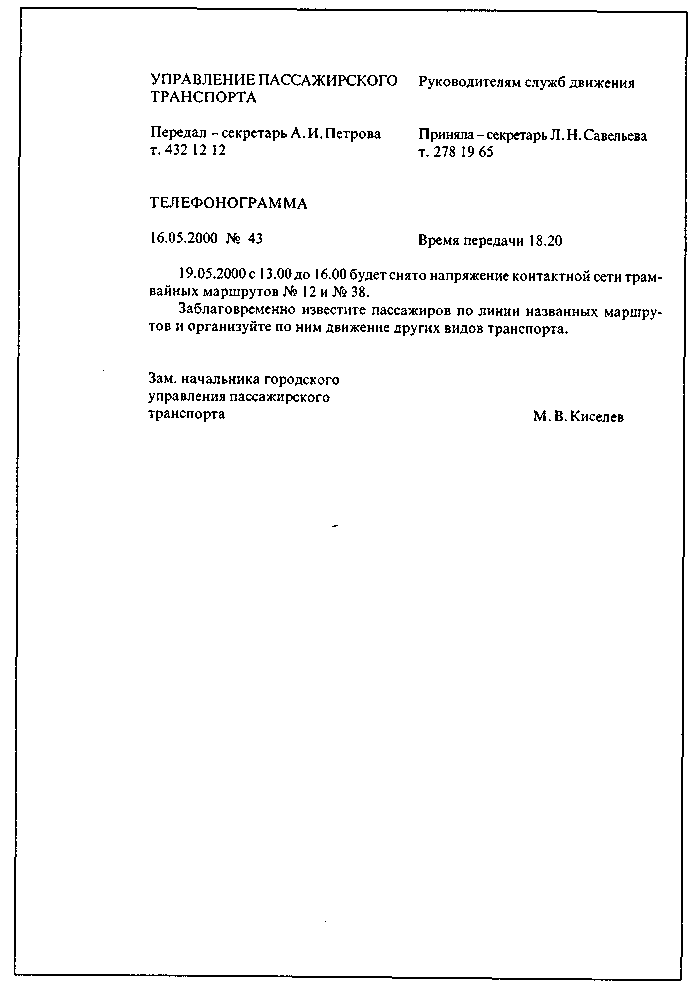 УПРАВЛЕНИЕ ПАССАЖИРСКОГО
ТРАНСПОРТА
Руководителям служб движения
Передал – секретарь А. И. Петрова
т. 432 12 12
Приняла – секретарь Л. Н. Савельева
т. 278 19 65
ТЕЛЕФОНОГРАММА
16.05.2000 № 43
Время передачи 18.20
19.05.2000 с 13.00 до 16.00 будет снято напряжение контактной сети трам-
вайных маршрутов № 12 и № 38.
Заблаговременно известите пассажиров по линии названных маршру-
тов и организуйте по ним движение других видов транспорта.
Зам. начальника городского
управления пассажирского
транспорта
М. В. Киселев